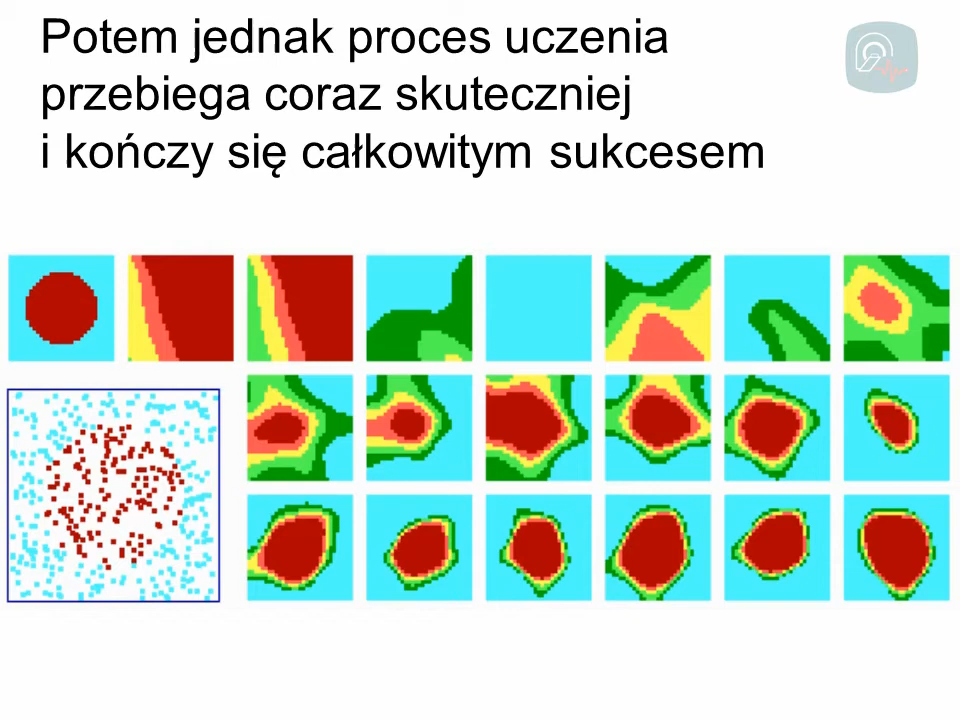 Potem jednak proces uczenia
przebiega coraz skuteczniej
i kończy się całkowitym sukcesem